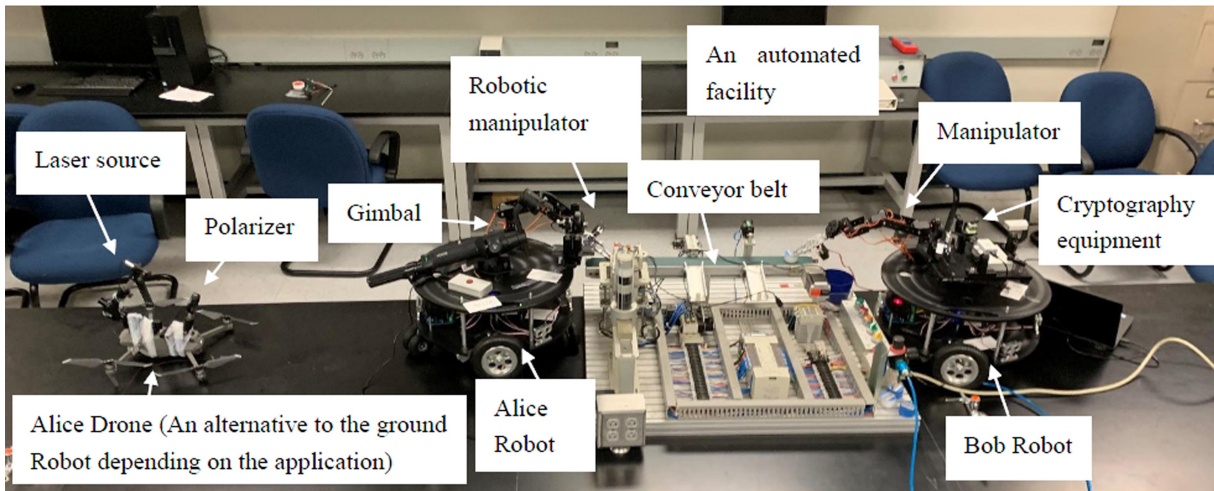 An automated
facility
Robotic
manipulator
Manipulator
Laser source
Conveyor belt
Gimbal
Cryptography
equipment
Polarizer
Alice Drone (An alternative to the ground
Robot depending on the application)
Alice
Robot
Bob Robot